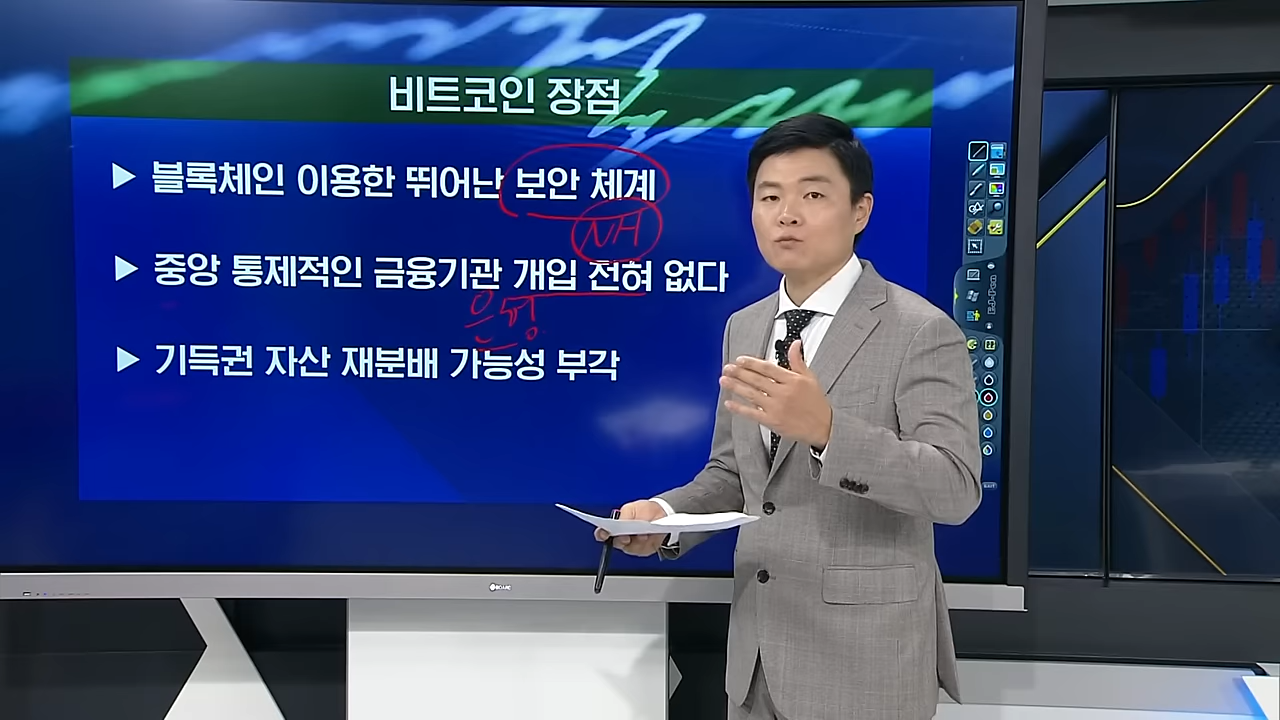 비트코인 장점
▶ 블록체인 이용한 뛰어난 보안 체계
NH
▶ 중앙 통제적인 금융기관 개입 전혀 없다
은행
▶ 기득권 자산 재분배 가능성 부각